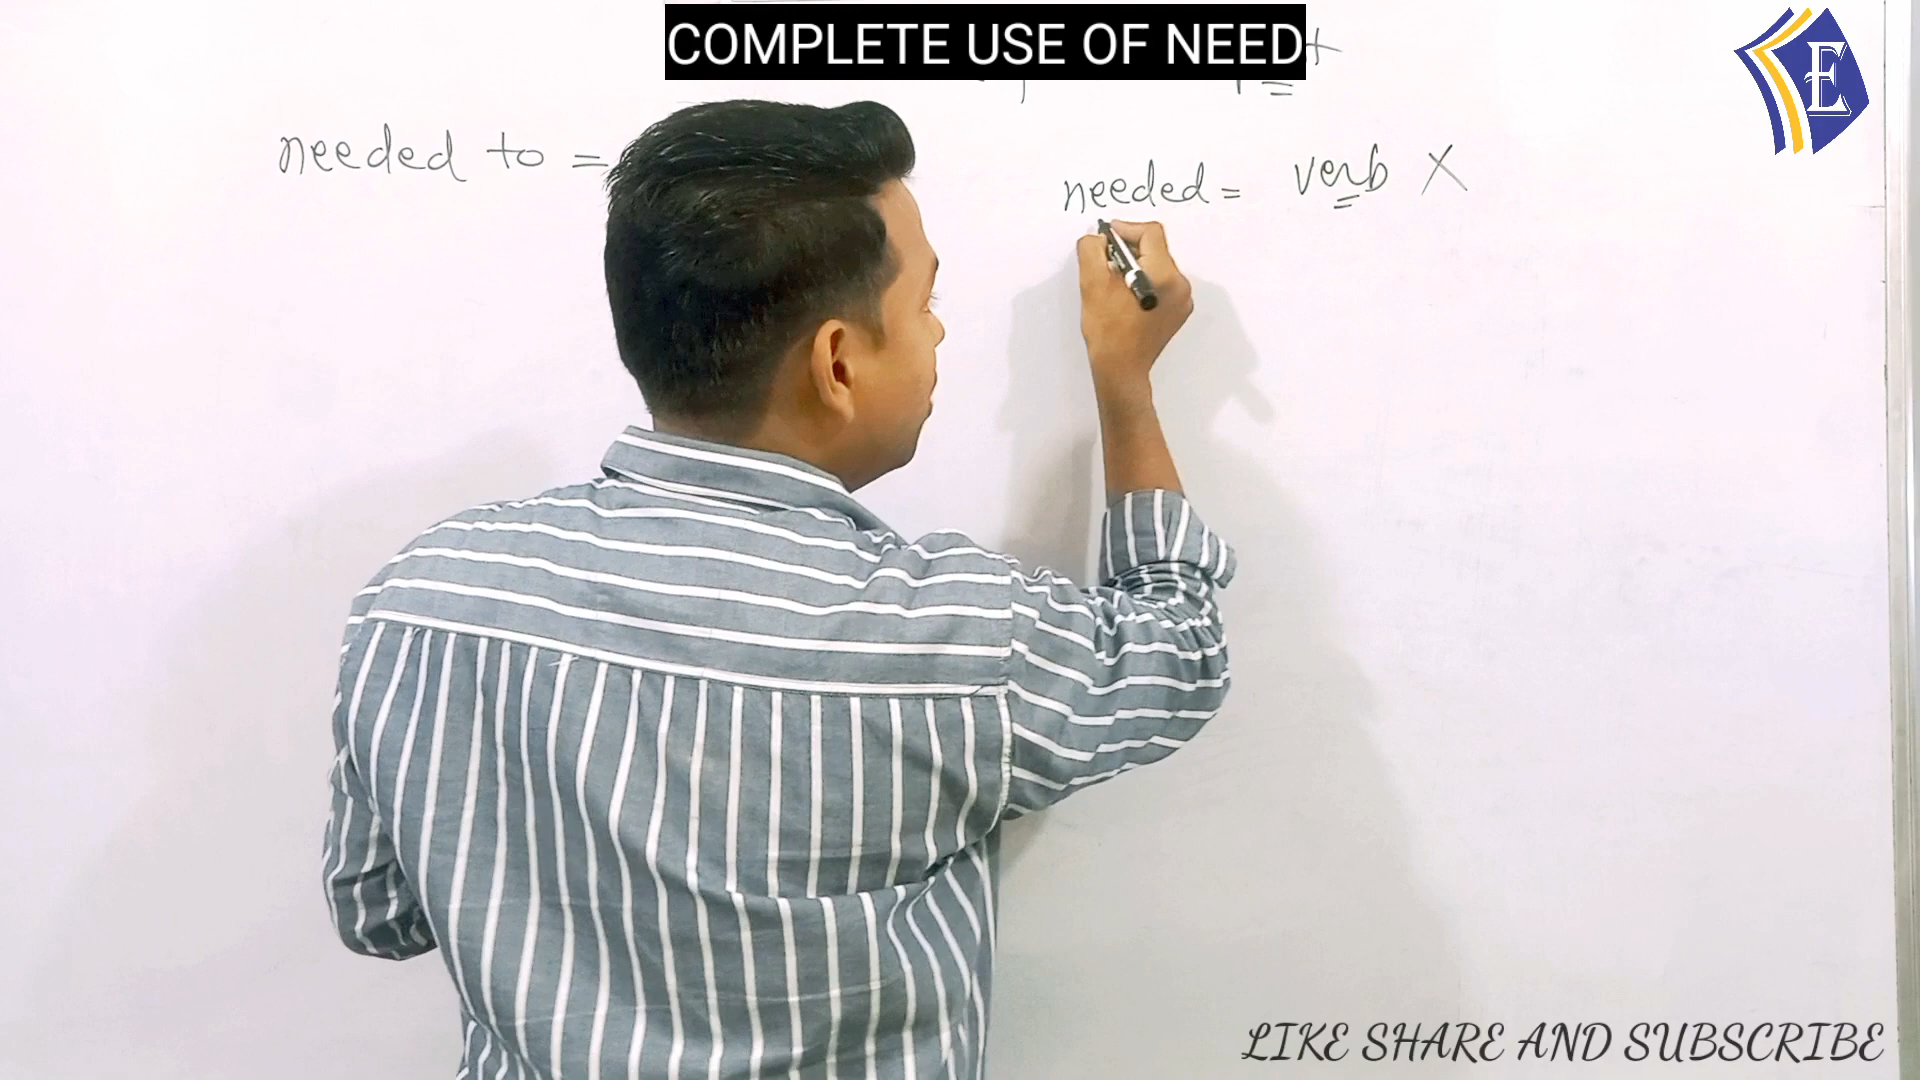 COMPLETE USE OF NEED
E
needed to =
needed = verb X
LIKE SHARE AND SUBSCRIBE